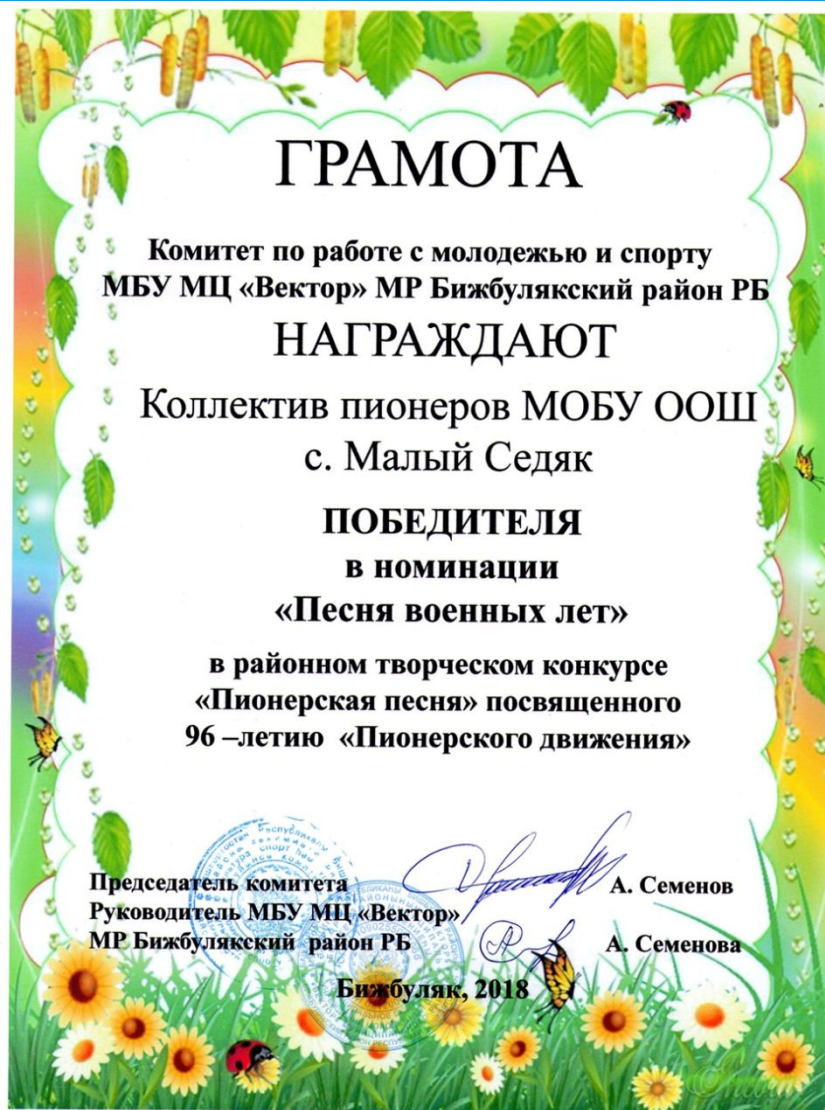 ГРАМОТА
Комитет по работе с молодежью и спорту
МБУ МЦ «Вектор» МР Бижбулякский район РБ
НАГРАЖДАЮТ
Коллектив пионеров МОБУ ООШ
с. Малый Седяк
ПОБЕДИТЕЛЯ
в номинации
«Песня военных лет»
в районном творческом конкурсе
«Пионерская песня» посвященного
96 –летию «Пионерского движения»
Председатель комитета А. Семенов
Руководитель МБУ МЦ «Вектор»
МР Бижбулякский район РБ А. Семенова
Бижбуляк, 2018